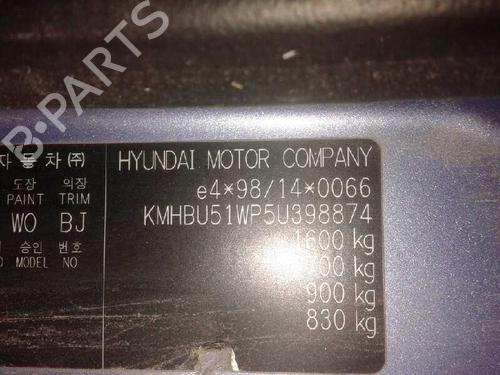 B-PARTS
자동차㈜ HYUNDAI MOTOR COMPANY
도장 의장
e4*98/14*0066
PAINT TRIM
WO BJ
KMHBU51WP5U398874
승인 번호
1600 kg
MODEL NO
00 kg
900 kg
830 kg